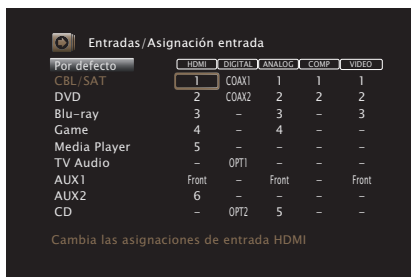 Entradas/Asignación entrada
Por defecto HDMI DIGITAL ANALOG COMP VIDEO
CBL/SAT 1 COAX1 1 1 1
DVD 2 COAX2 2 2 2
Blu-ray 3 – 3 – 3
Game 4 – 4 – –
Media Player 5 – – – –
TV Audio – OPT1 – – –
AUX1 Front – Front – Front
AUX2 6 – – – –
CD – OPT2 5 – –
Cambia las asignaciones de entrada HDMI